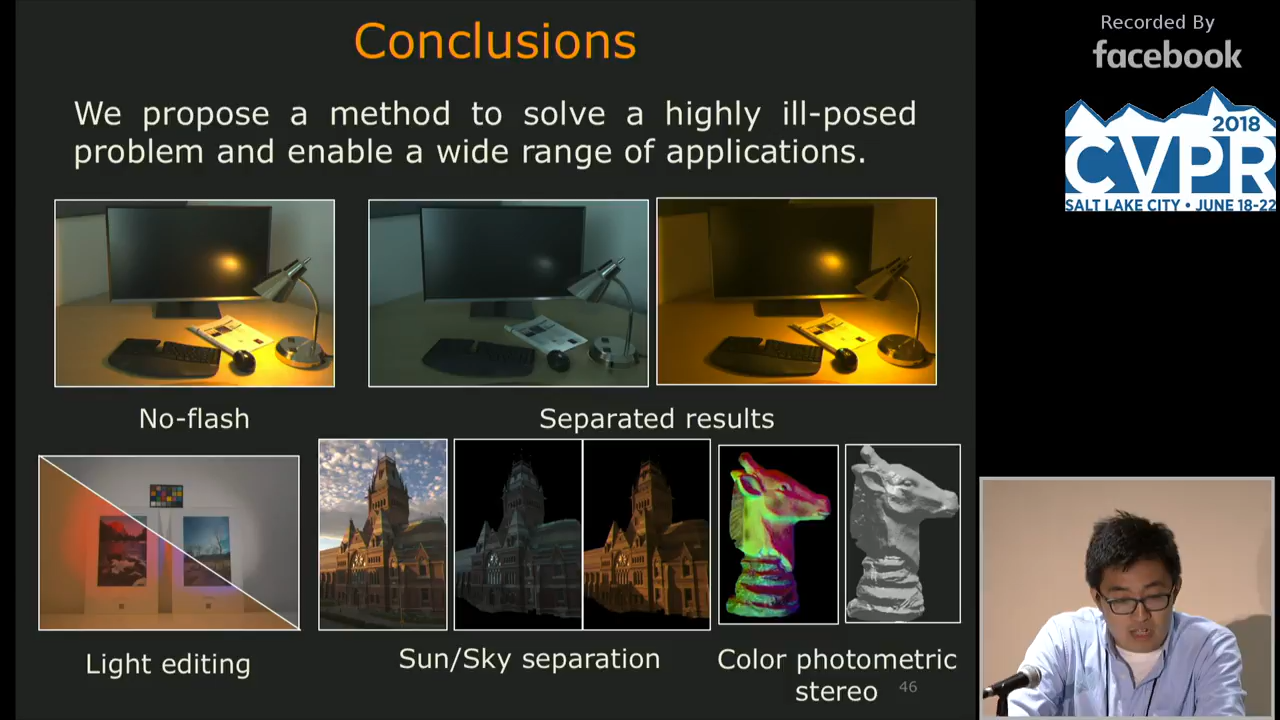 Conclusions
We propose a method to solve a highly ill-posed
problem and enable a wide range of applications.
No-flash
Separated results
Light editing
Sun/Sky separation
Color photometric
stereo
46
Recorded By
facebook
2018
CVPR
SALT LAKE CITY • JUNE 18-22